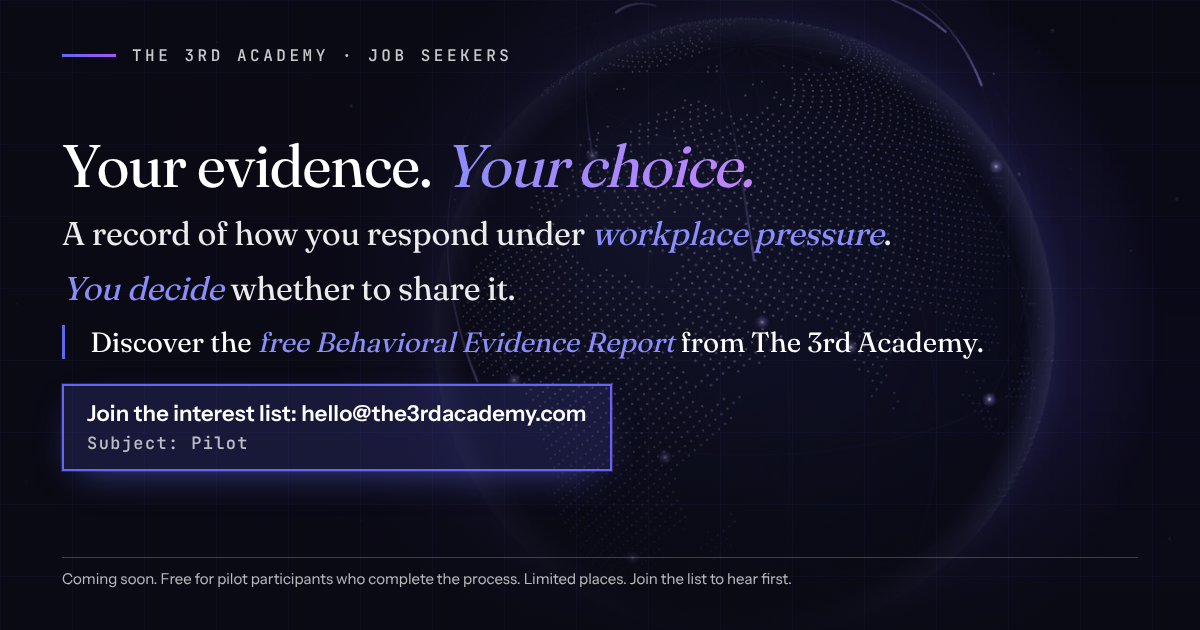 THE 3RD ACADEMY · JOB SEEKERS
Your evidence. Your choice.
A record of how you respond under workplace pressure.
You decide whether to share it.
Discover the free Behavioral Evidence Report from The 3rd Academy.
Join the interest list: hello@the3rdacademy.com
Subject: Pilot
Coming soon. Free for pilot participants who complete the process. Limited places. Join the list to hear first.